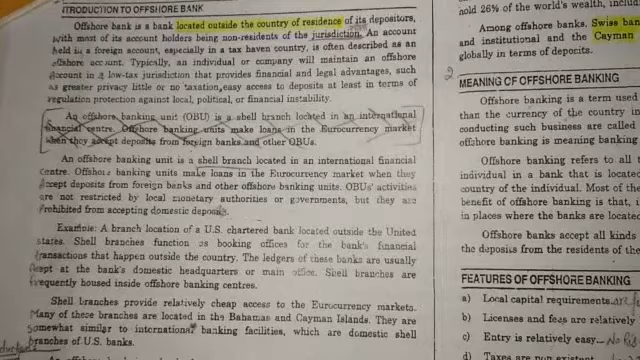 INTRODUCTION TO OFFSHORE BANK
Offshore bank is a bank located outside the country of residence of its depositors,
with most of its account holders being non-residents of the jurisdiction. An account
held in a foreign account, especially in a tax haven country, is often described as an
offshore account. Typically, an individual or company will maintain an offshore
account in a low-tax jurisdiction that provides financial and legal advantages, such
as greater privacy little or no taxation,easy access to deposits at least in terms of
regulation protection against local, political, or financial instability.
An offshore banking unit (OBU) is a shell branch located in an international
financial centre. Offshore banking units make loans in the Eurocurrency market
when they accept deposits from foreign banks and other OBUs.
An offshore banking unit is a shell branch located in an international financial
centre. Offshore banking units make loans in the Eurocurrency market when they
accept deposits from foreign banks and other offshore banking units. OBUs' activities
are not restricted by local monetary authorities or governments, but they are
prohibited from accepting domestic deposits.
Example: A branch location of a U.S. chartered bank located outside the United
states. Shell branches function as booking offices for the bank's financial
transactions that happen outside the country. The ledgers of these banks are usually
kept at the bank's domestic headquarters or main office. Shell branches are
frequently housed inside offshore banking centres.
Shell branches provide relatively cheap access to the Eurocurrency markets.
Many of these branches are located in the Bahamas and Cayman Islands. They are
somewhat similar to international banking facilities, which are domestic shell
branches of U.S. banks.
hold 26% of the world's wealth, includi
Among offshore banks. Swiss ban
and institutional and the Cayman
globally in terms of deposits.
2
MEANING OF OFFSHORE BANKING
Offshore banking is a term used
than the currency of the country in
conducting such business are called
offshore banking is meaning banking
Offshore banking refers to all t
individual in a bank that is located
country of the individual. Most of the
benefit of offshore banking is that, i
in places where the banks are located
Offshore banks accept all kinds
the deposits from the residents of the
FEATURES OF OFFSHORE BANKING
a) Local capital requirements are
b) Licenses and fees are relatively
c) Entry is relatively easy No
d) Taxes are non existent